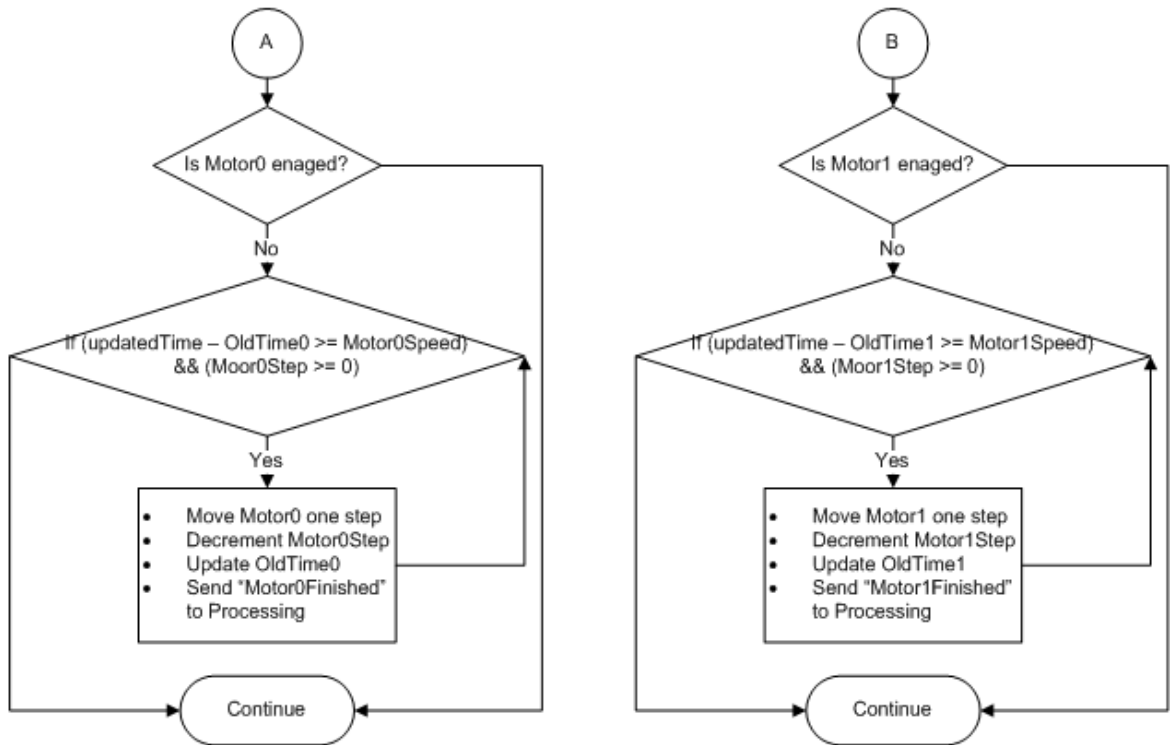 A
Is Motor0 enaged?
No
If (updatedTime – OldTime0 >= Motor0Speed)
&& (Moor0Step >= 0)
Yes
• Move Motor0 one step
• Decrement Motor0Step
• Update OldTime0
• Send “Motor0Finished”
to Processing
Continue
B
Is Motor1 enaged?
No
If (updatedTime – OldTime1 >= Motor1Speed)
&& (Moor1Step >= 0)
Yes
• Move Motor1 one step
• Decrement Motor1Step
• Update OldTime1
• Send “Motor1Finished”
to Processing
Continue